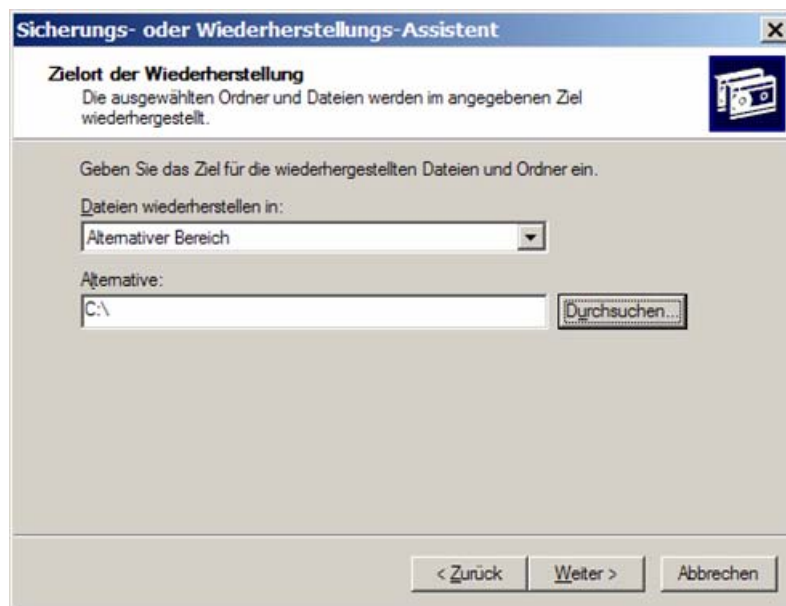 Sicherungs- oder Wiederherstellungs-Assistent
Zielort der Wiederherstellung
Die ausgewählten Ordner und Dateien werden im angegebenen Ziel
wiederhergestellt.
Geben Sie das Ziel für die wiederhergestellten Dateien und Ordner ein.
Dateien wiederherstellen in:
Alternativer Bereich
Alternative:
C:\
Durchsuchen...
< Zurück
Weiter >
Abbrechen